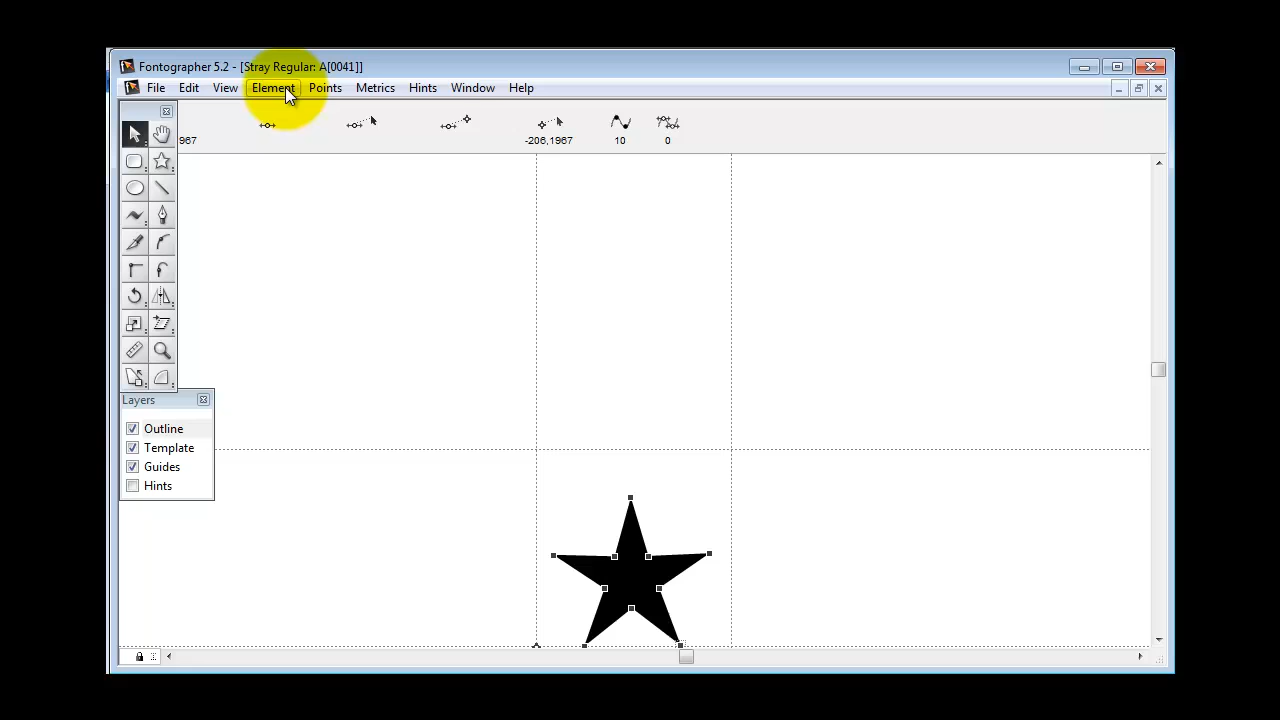 Fontographer 5.2 - [Stray Regular: A[0041]]
File Edit View Element Points Metrics Hints Window Help
967 -206,1967 10 0
Layers
Outline
Template
Guides
Hints